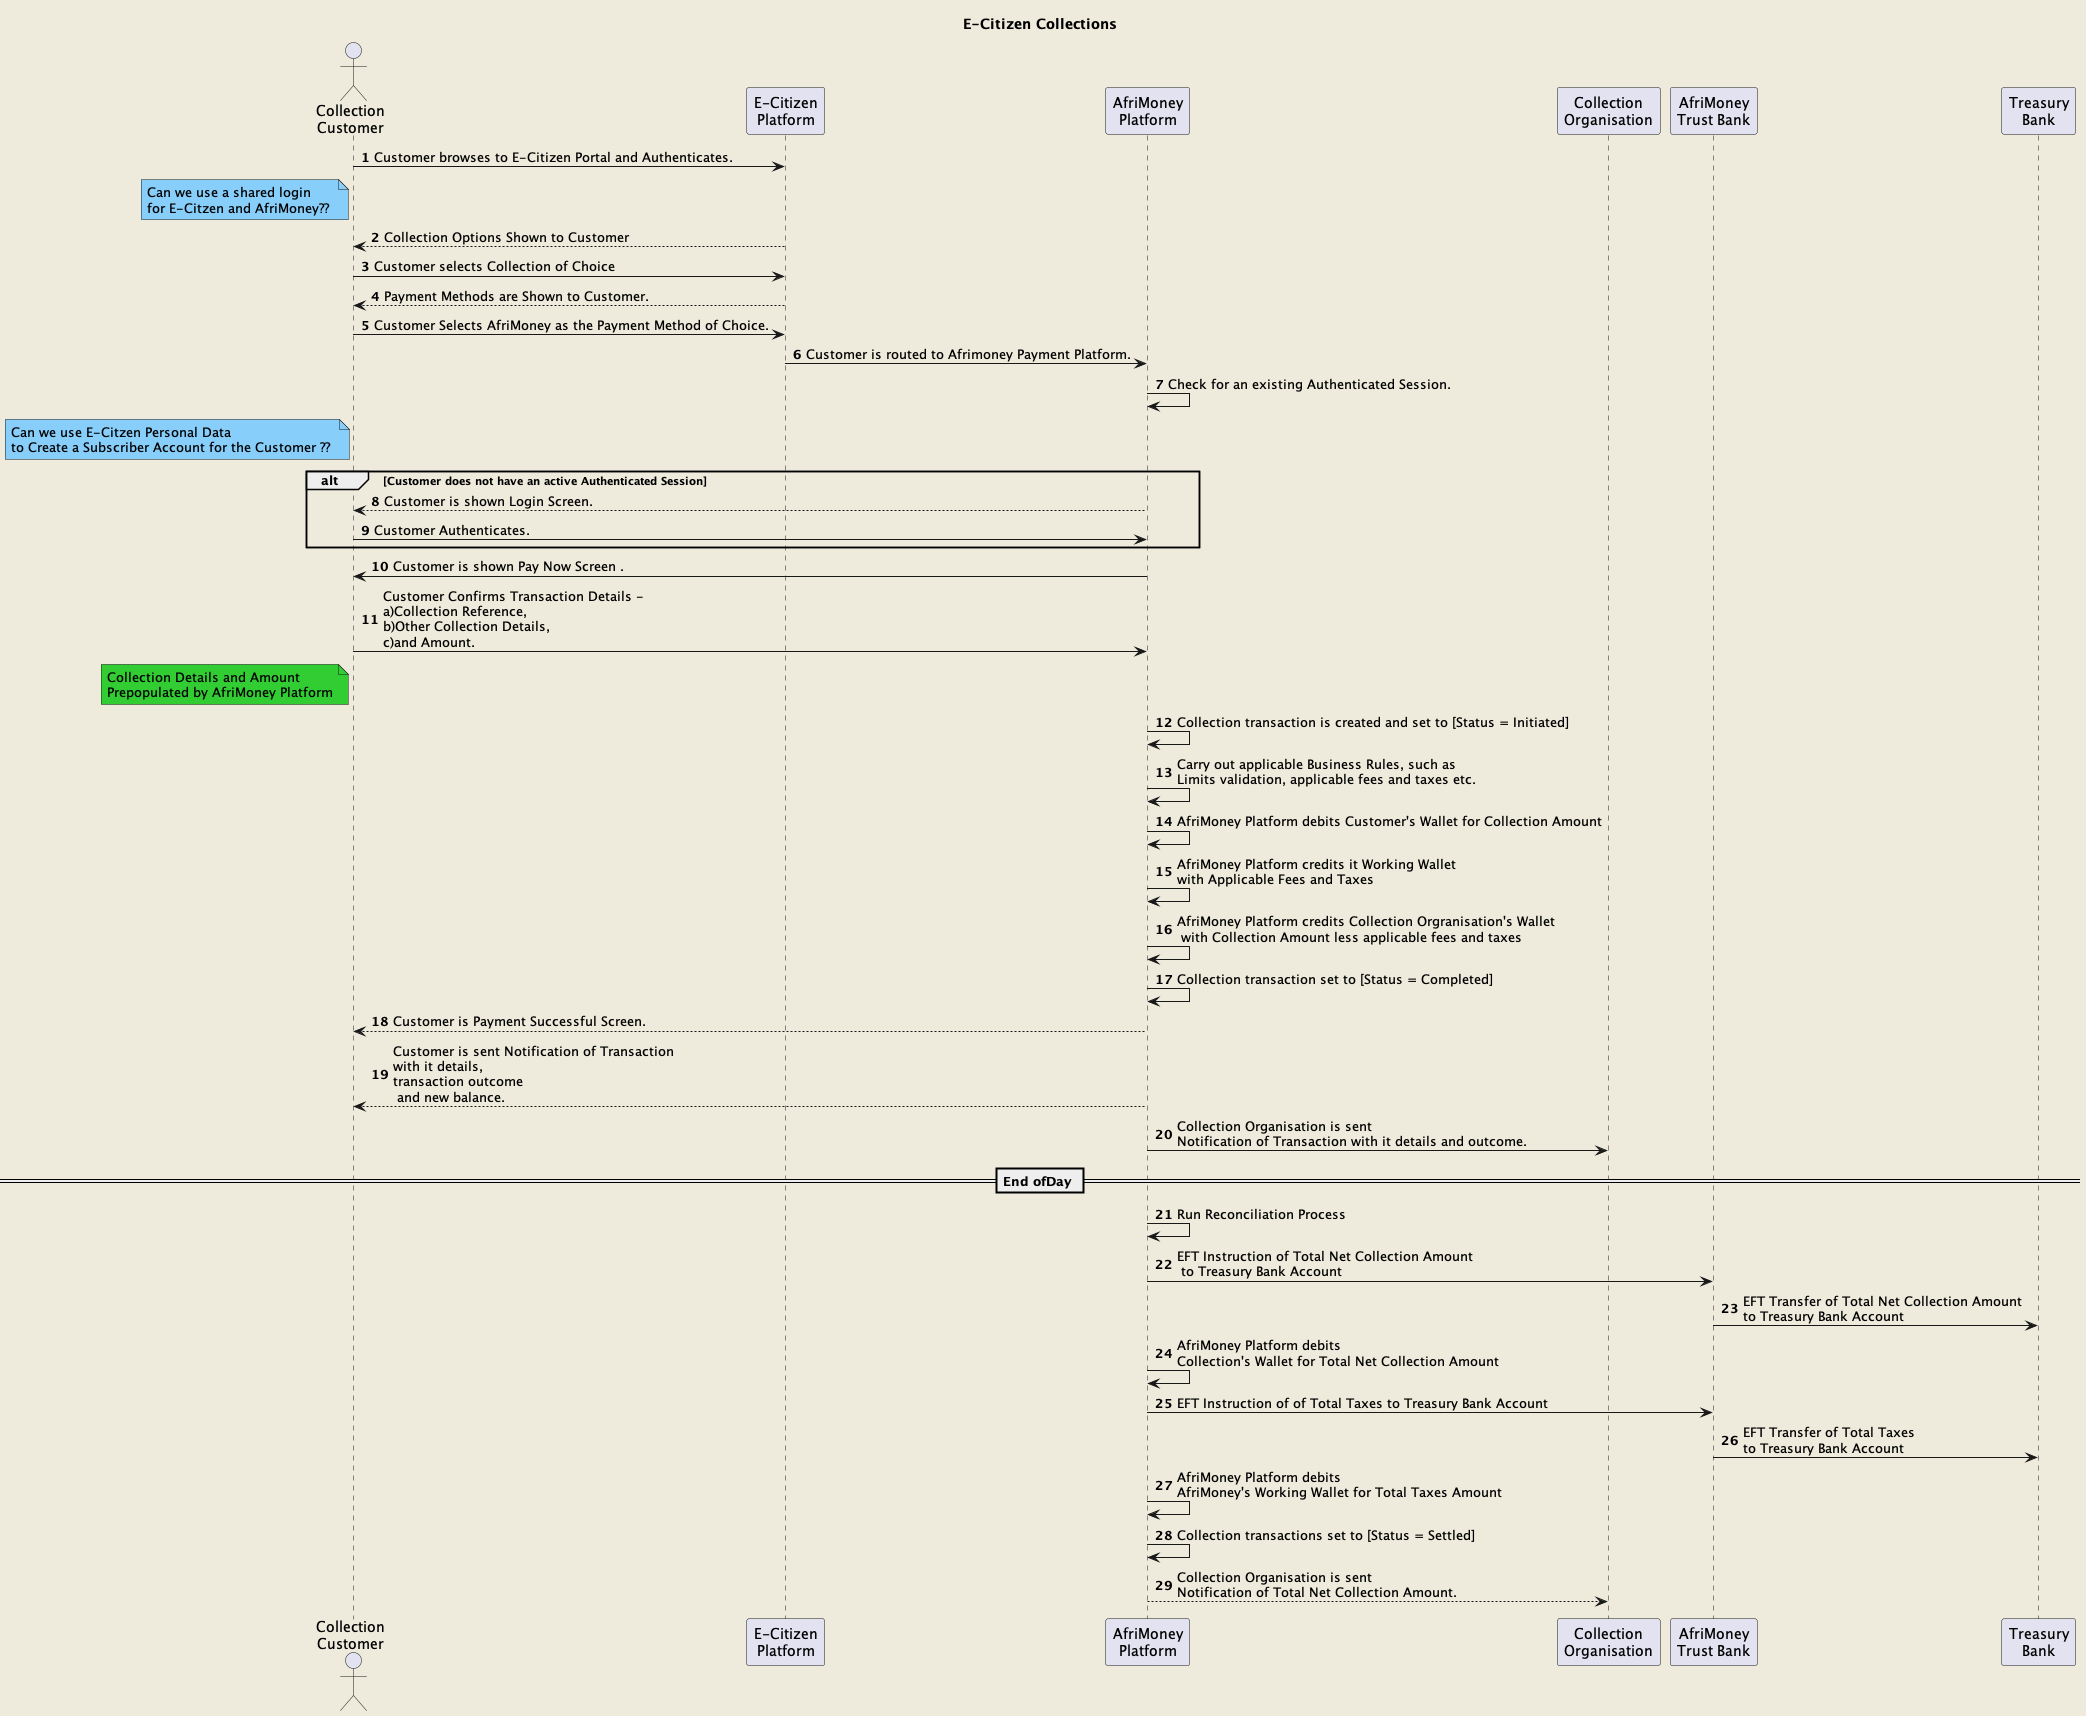 E-Citizen Collections
Collection
Customer
E-Citizen
Platform
AfriMoney
Platform
Collection
Organisation
AfriMoney
Trust Bank
Treasury
Bank
1 Customer browses to E-Citizen Portal and Authenticates.
Can we use a shared login
for E-Citzen and AfriMoney??
2 Collection Options Shown to Customer
3 Customer selects Collection of Choice
4 Payment Methods are Shown to Customer.
5 Customer Selects AfriMoney as the Payment Method of Choice.
6 Customer is routed to Afrimoney Payment Platform.
7 Check for an existing Authenticated Session.
Can we use E-Citzen Personal Data
to Create a Subscriber Account for the Customer ??
alt [Customer does not have an active Authenticated Session]
8 Customer is shown Login Screen.
9 Customer Authenticates.
10 Customer is shown Pay Now Screen .
11 Customer Confirms Transaction Details -
a)Collection Reference,
b)Other Collection Details,
c)and Amount.
Collection Details and Amount
Prepopulated by AfriMoney Platform
12 Collection transaction is created and set to [Status = Initiated]
13 Carry out applicable Business Rules, such as
Limits validation, applicable fees and taxes etc.
14 AfriMoney Platform debits Customer's Wallet for Collection Amount
15 AfriMoney Platform credits it Working Wallet
with Applicable Fees and Taxes
16 AfriMoney Platform credits Collection Orgranisation's Wallet
with Collection Amount less applicable fees and taxes
17 Collection transaction set to [Status = Completed]
18 Customer is Payment Successful Screen.
19 Customer is sent Notification of Transaction
with it details,
transaction outcome
and new balance.
20 Collection Organisation is sent
Notification of Transaction with it details and outcome.
End ofDay
21 Run Reconciliation Process
22 EFT Instruction of Total Net Collection Amount
to Treasury Bank Account
23 EFT Transfer of Total Net Collection Amount
to Treasury Bank Account
24 AfriMoney Platform debits
Collection's Wallet for Total Net Collection Amount
25 EFT Instruction of of Total Taxes to Treasury Bank Account
26 EFT Transfer of Total Taxes
to Treasury Bank Account
27 AfriMoney Platform debits
AfriMoney's Working Wallet for Total Taxes Amount
28 Collection transactions set to [Status = Settled]
29 Collection Organisation is sent
Notification of Total Net Collection Amount.
Collection
Customer
E-Citizen
Platform
AfriMoney
Platform
Collection
Organisation
AfriMoney
Trust Bank
Treasury
Bank